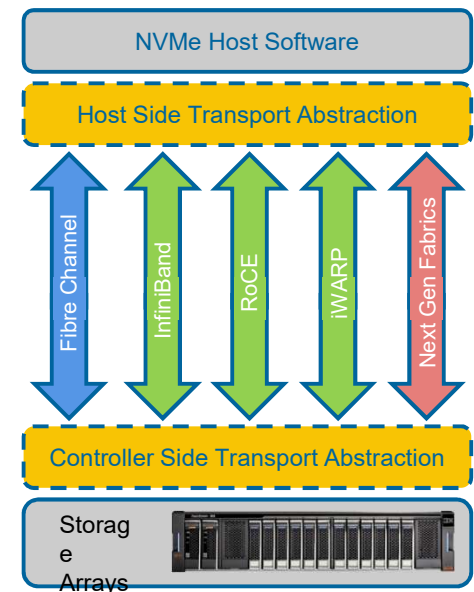 NVMe Host Software
Host Side Transport Abstraction
Fibre Channel
InfiniBand
RoCE
iWARP
Next Gen Fabrics
Controller Side Transport Abstraction
Storag
e
Arrays